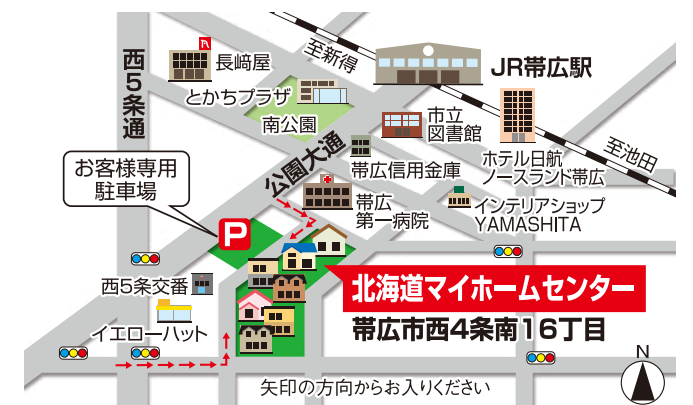 至新得
長﨑屋
JR帯広駅
西5条通
とかちプラザ
南公園
市立
図書館
至池田
ホテル日航
ノースランド帯広
公園大通
帯広信用金庫
お客様専用
駐車場
帯広
第一病院
インテリアショップ
YAMASHITA
P
西5条交番
北海道マイホームセンター
イエローハット
帯広市西4条南16丁目
N
矢印の方向からお入りください